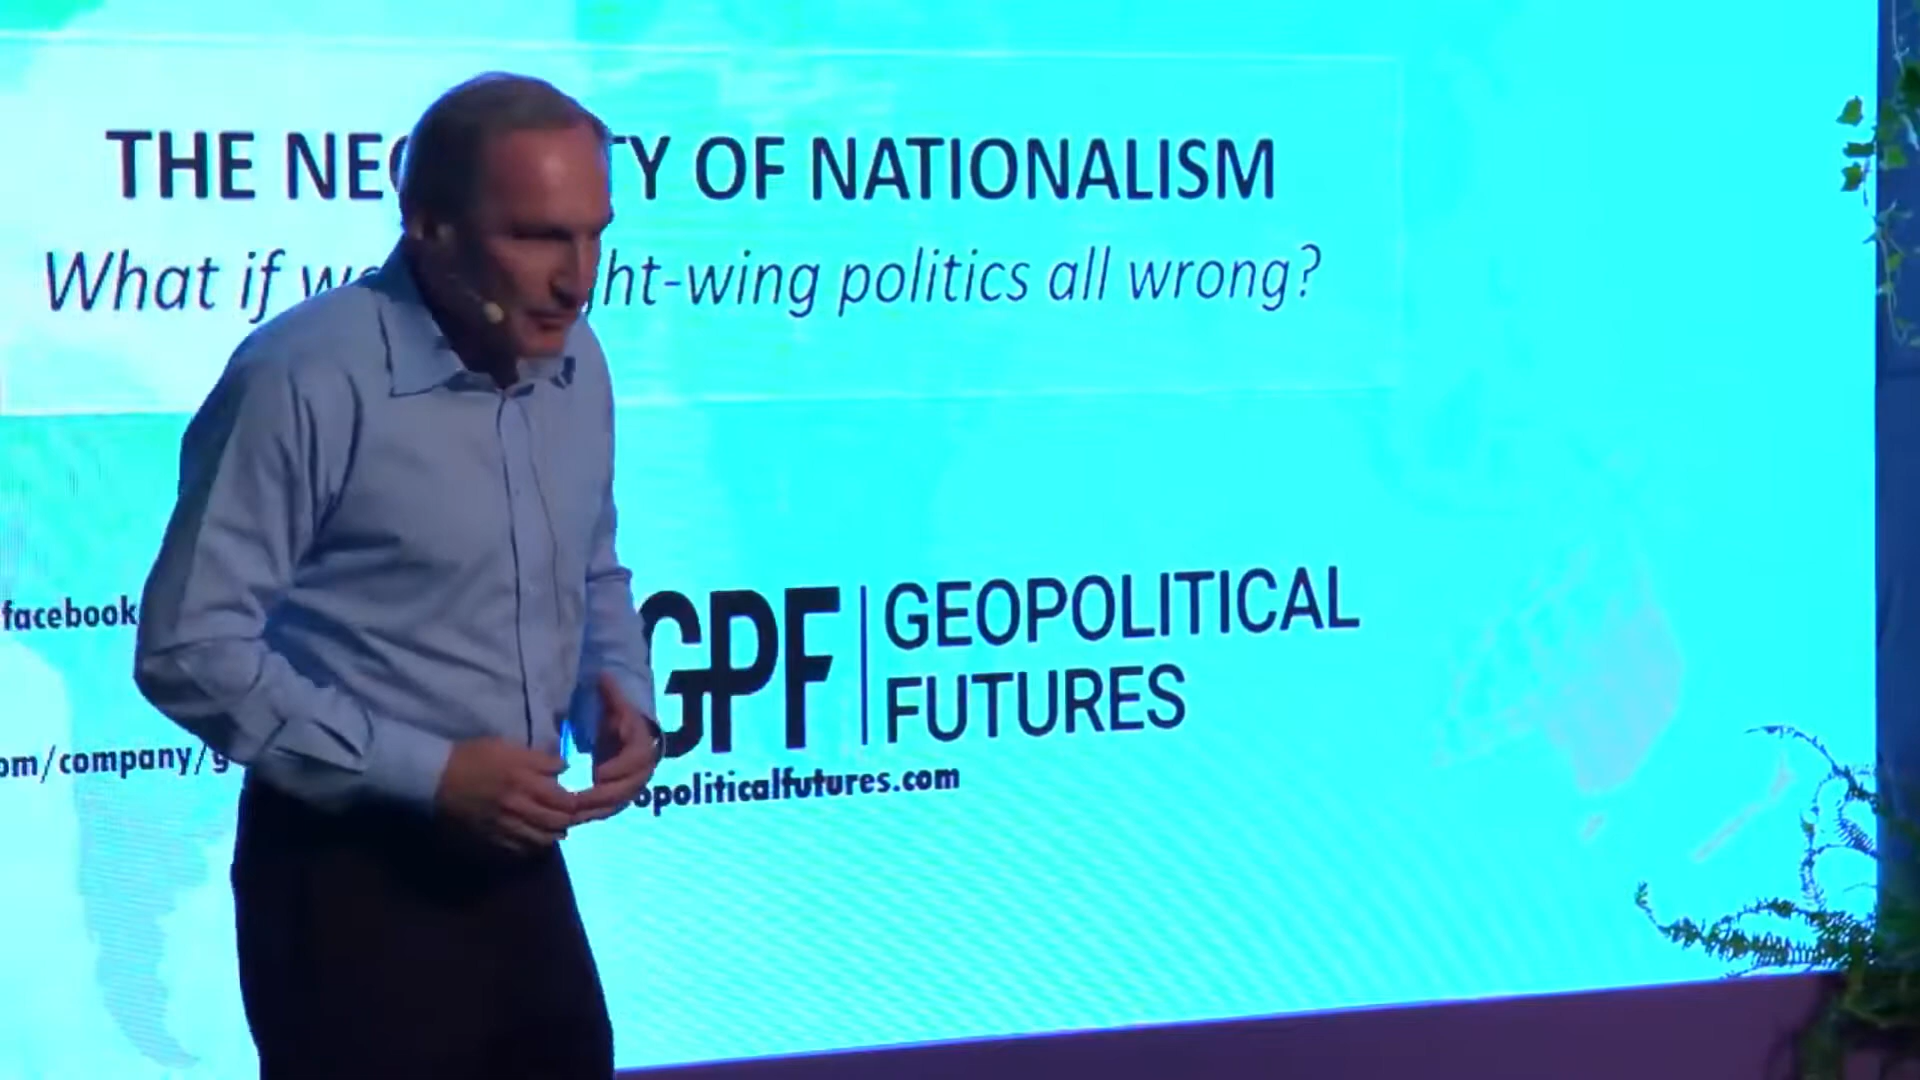 THE NEC TY OF NATIONALISM
What if we ht-wing politics all wrong?
facebook
GPF GEOPOLITICAL
FUTURES
om/company/g
opoliticalfutures.com